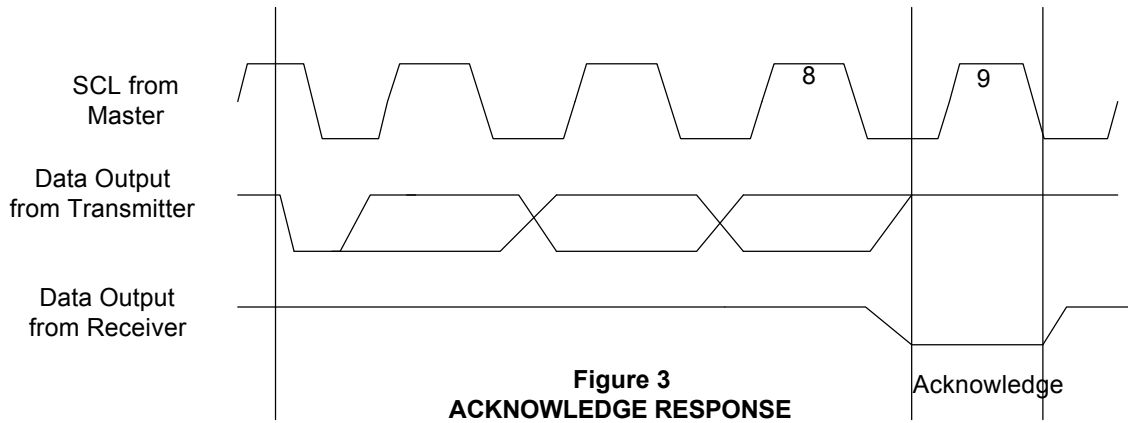 SCL from
Master
8
9
Data Output
from Transmitter
Data Output
from Receiver
Figure 3
ACKNOWLEDGE RESPONSE
Acknowledge